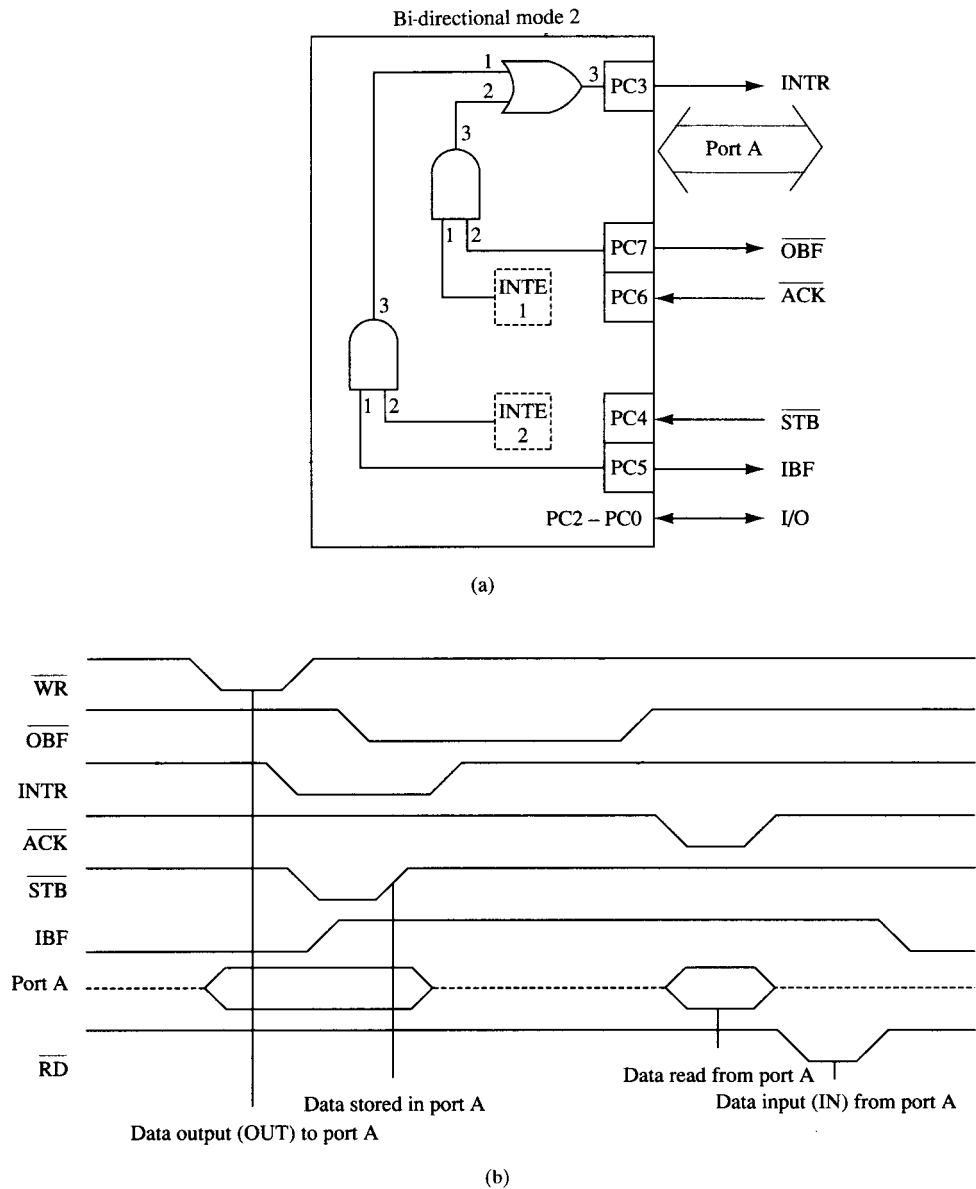 Bi-directional mode 2
1
2
3
PC3
INTR
3
Port A
1
2
PC7
OBF
INTE
1
PC6
ACK
3
1
2
INTE
2
PC4
STB
PC5
IBF
PC2 – PC0
I/O
(a)
WR
OBF
INTR
ACK
STB
IBF
Port A
RD
Data read from port A
Data stored in port A
Data input (IN) from port A
Data output (OUT) to port A
(b)